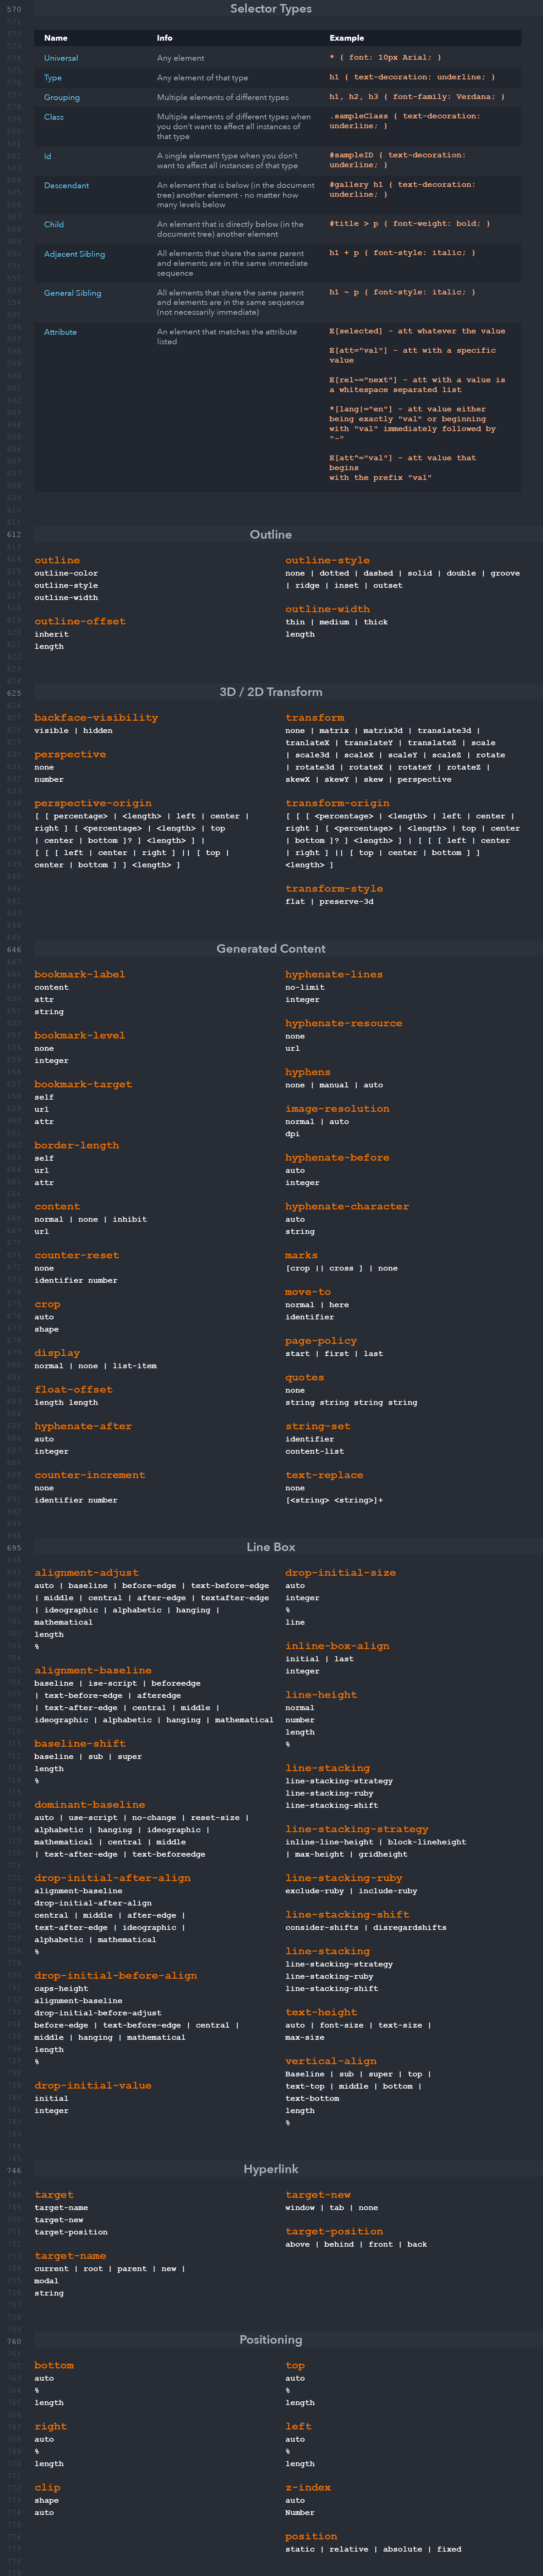 Selector Types
Name Info Example
Universal Any element * { font: 10px Arial; }
Type Any element of that type h1 { text-decoration: underline; }
Grouping Multiple elements of different types h1, h2, h3 { font-family: Verdana; }
Class Multiple elements of different types when .sampleClass { text-decoration:
you don't want to affect all instances of underline; }
that type
Id A single element type when you don't #sampleID { text-decoration:
want to affect all instances of that type underline; }
Descendant An element that is below (in the document #gallery h1 { text-decoration:
tree) another element - no matter how underline; }
many levels below
Child An element that is directly below (in the #title > p { font-weight: bold; }
document tree) another element
Adjacent Sibling All elements that share the same parent h1 + p { font-style: italic; }
and elements are in the same immediate
sequence
General Sibling All elements that share the same parent h1 ~ p { font-style: italic; }
and elements are in the same sequence
(not necessarily immediate)
Attribute An element that matches the attribute E[selected] - att whatever the value
listed
E[att="val"] - att with a specific
value
E[rel~="next"] - att with a value is
a whitespace separated list
*[lang|="en"] - att value either
being exactly "val" or beginning
with "val" immediately followed by
"-"
E[att^="val"] - att value that
begins
with the prefix "val"
612 Outline
outline
outline-color
outline-style
outline-width
outline-offset
inherit
length
outline-style
none | dotted | dashed | solid | double | groove
| ridge | inset | outset
outline-width
thin | medium | thick
length
625 3D / 2D Transform
backface-visibility
visible | hidden
perspective
none
number
perspective-origin
[ [ percentage> | <length> | left | center |
right ] [ <percentage> | <length> | top
| center | bottom ]? ] <length> ] |
[ [ [ left | center | right ] || [ top |
center | bottom ] ] <length> ]
transform
none | matrix | matrix3d | translate3d |
tranlateX | translateY | translateZ | scale
| scale3d | scaleX | scaleY | scaleZ | rotate
| rotate3d | rotateX | rotateY | rotateZ |
skewX | skewY | skew | perspective
transform-origin
[ [ [ <percentage> | <length> | left | center |
right ] [ <percentage> | <length> | top | center
| bottom ]? ] <length> ] | [ [ [ left | center
| right ] || [ top | center | bottom ] ]
<length> ]
transform-style
flat | preserve-3d
646 Generated Content
bookmark-label
content
attr
string
bookmark-level
none
integer
bookmark-target
self
url
attr
border-length
self
url
attr
content
normal | none | inhibit
url
counter-reset
none
identifier number
crop
auto
shape
display
normal | none | list-item
float-offset
length length
hyphenate-after
auto
integer
counter-increment
none
identifier number
hyphenate-lines
no-limit
integer
hyphenate-resource
none
url
hyphens
none | manual | auto
image-resolution
normal | auto
dpi
hyphenate-before
auto
integer
hyphenate-character
auto
string
marks
[crop || cross ] | none
move-to
normal | here
identifier
page-policy
start | first | last
quotes
none
string string string string
string-set
identifier
content-list
text-replace
none
[<string> <string>]+
695 Line Box
alignment-adjust
auto | baseline | before-edge | text-before-edge
| middle | central | after-edge | textafter-edge
| ideographic | alphabetic | hanging |
mathematical
length
%
alignment-baseline
baseline | ise-script | beforeedge
| text-before-edge | afteredge
| text-after-edge | central | middle |
ideographic | alphabetic | hanging | mathematical
baseline-shift
baseline | sub | super
length
%
dominant-baseline
auto | use-script | no-change | reset-size |
alphabetic | hanging | ideographic |
mathematical | central | middle
| text-after-edge | text-beforeedge
drop-initial-after-align
alignment-baseline
drop-initial-after-align
central | middle | after-edge |
text-after-edge | ideographic |
alphabetic | mathematical
%
drop-initial-before-align
caps-height
alignment-baseline
drop-initial-before-adjust
before-edge | text-before-edge | central |
middle | hanging | mathematical
length
%
drop-initial-value
initial
integer
drop-initial-size
auto
integer
%
line
inline-box-align
initial | last
integer
line-height
normal
number
length
%
line-stacking
line-stacking-strategy
line-stacking-ruby
line-stacking-shift
line-stacking-strategy
inline-line-height | block-lineheight
| max-height | gridheight
line-stacking-ruby
exclude-ruby | include-ruby
line-stacking-shift
consider-shifts | disregardshifts
line-stacking
line-stacking-strategy
line-stacking-ruby
line-stacking-shift
text-height
auto | font-size | text-size |
max-size
vertical-align
Baseline | sub | super | top |
text-top | middle | bottom |
text-bottom
length
%
746 Hyperlink
target
target-name
target-new
target-position
target-name
current | root | parent | new |
modal
string
target-new
window | tab | none
target-position
above | behind | front | back
760 Positioning
bottom
auto
%
length
right
auto
%
length
clip
shape
auto
top
auto
%
length
left
auto
%
length
z-index
auto
Number
position
static | relative | absolute | fixed